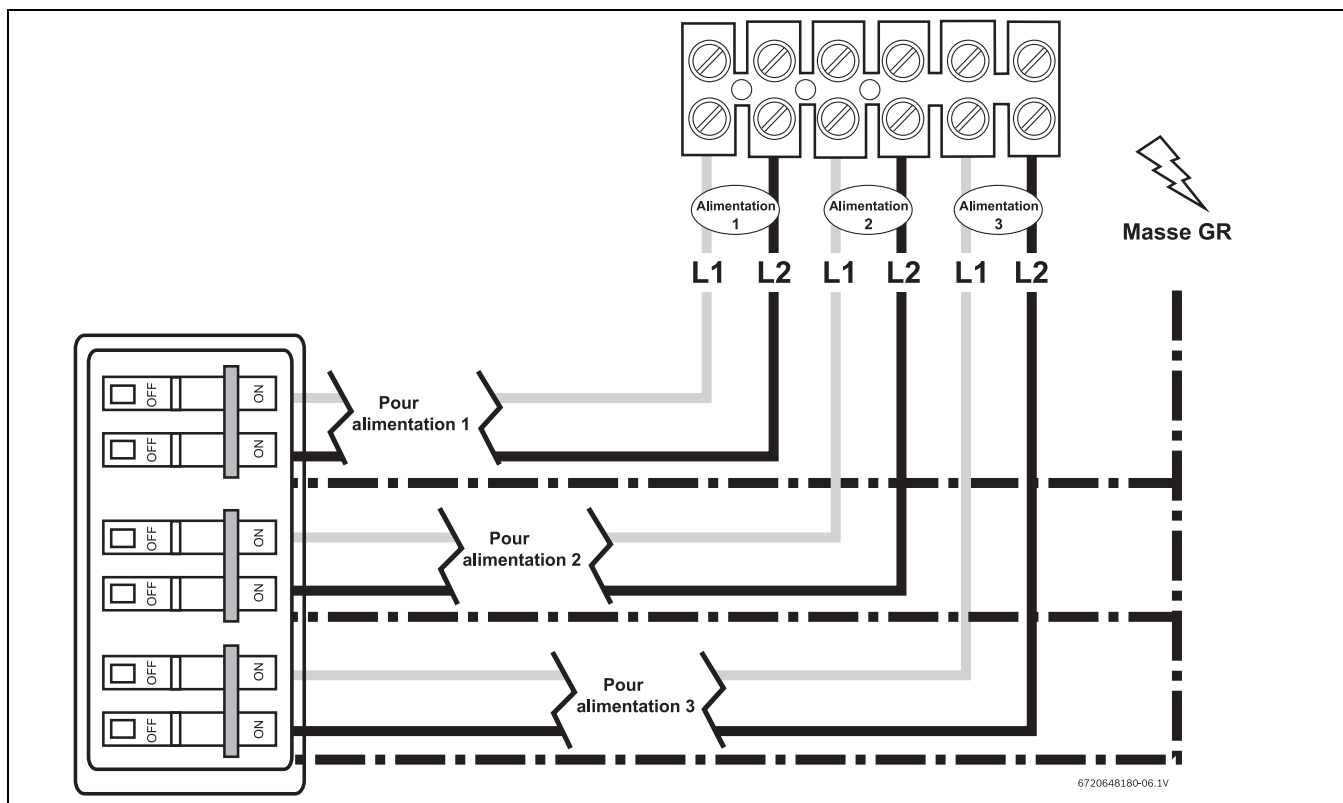 Alimentation
1
Alimentation
2
Alimentation
3
Masse GR
L1
L2
L1
L2
L1
L2
OFF
ON
OFF
ON
Pour
alimentation 1
OFF
ON
OFF
ON
Pour
alimentation 2
OFF
ON
OFF
ON
Pour
alimentation 3
6720648180-06.1V